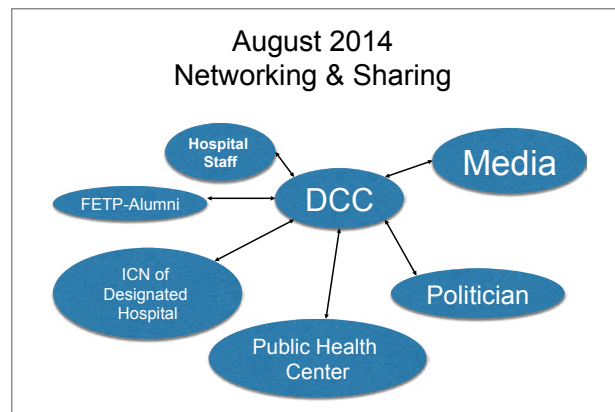 August 2014
Networking & Sharing
Hospital
Staff
Media
DCC
FETP-Alumni
ICN of
Designated
Hospital
Politician
Public Health
Center